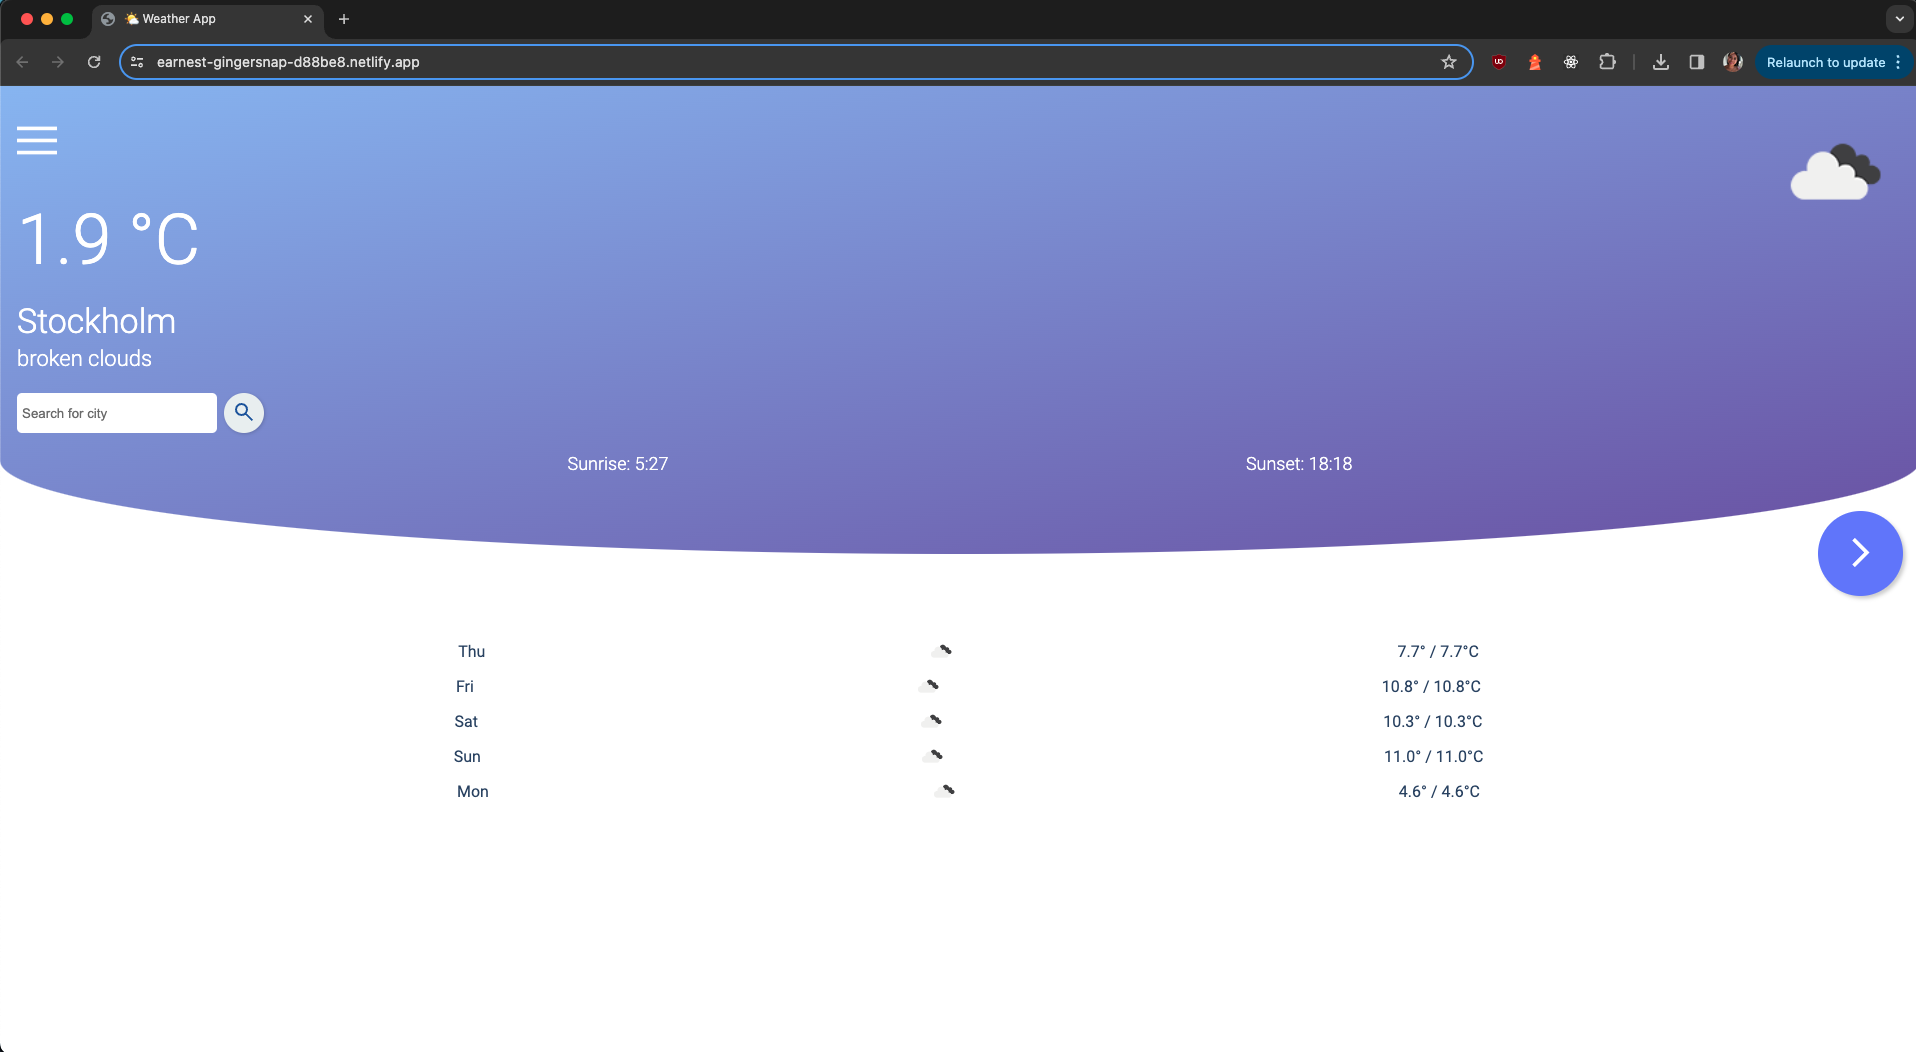 Weather App
earnest-gingersnap-d88be8.netlify.app
Relaunch to update
1.9 °C
Stockholm
broken clouds
Search for city
Sunrise: 5:27 Sunset: 18:18
Thu 7.7° / 7.7°C
Fri 10.8° / 10.8°C
Sat 10.3° / 10.3°C
Sun 11.0° / 11.0°C
Mon 4.6° / 4.6°C